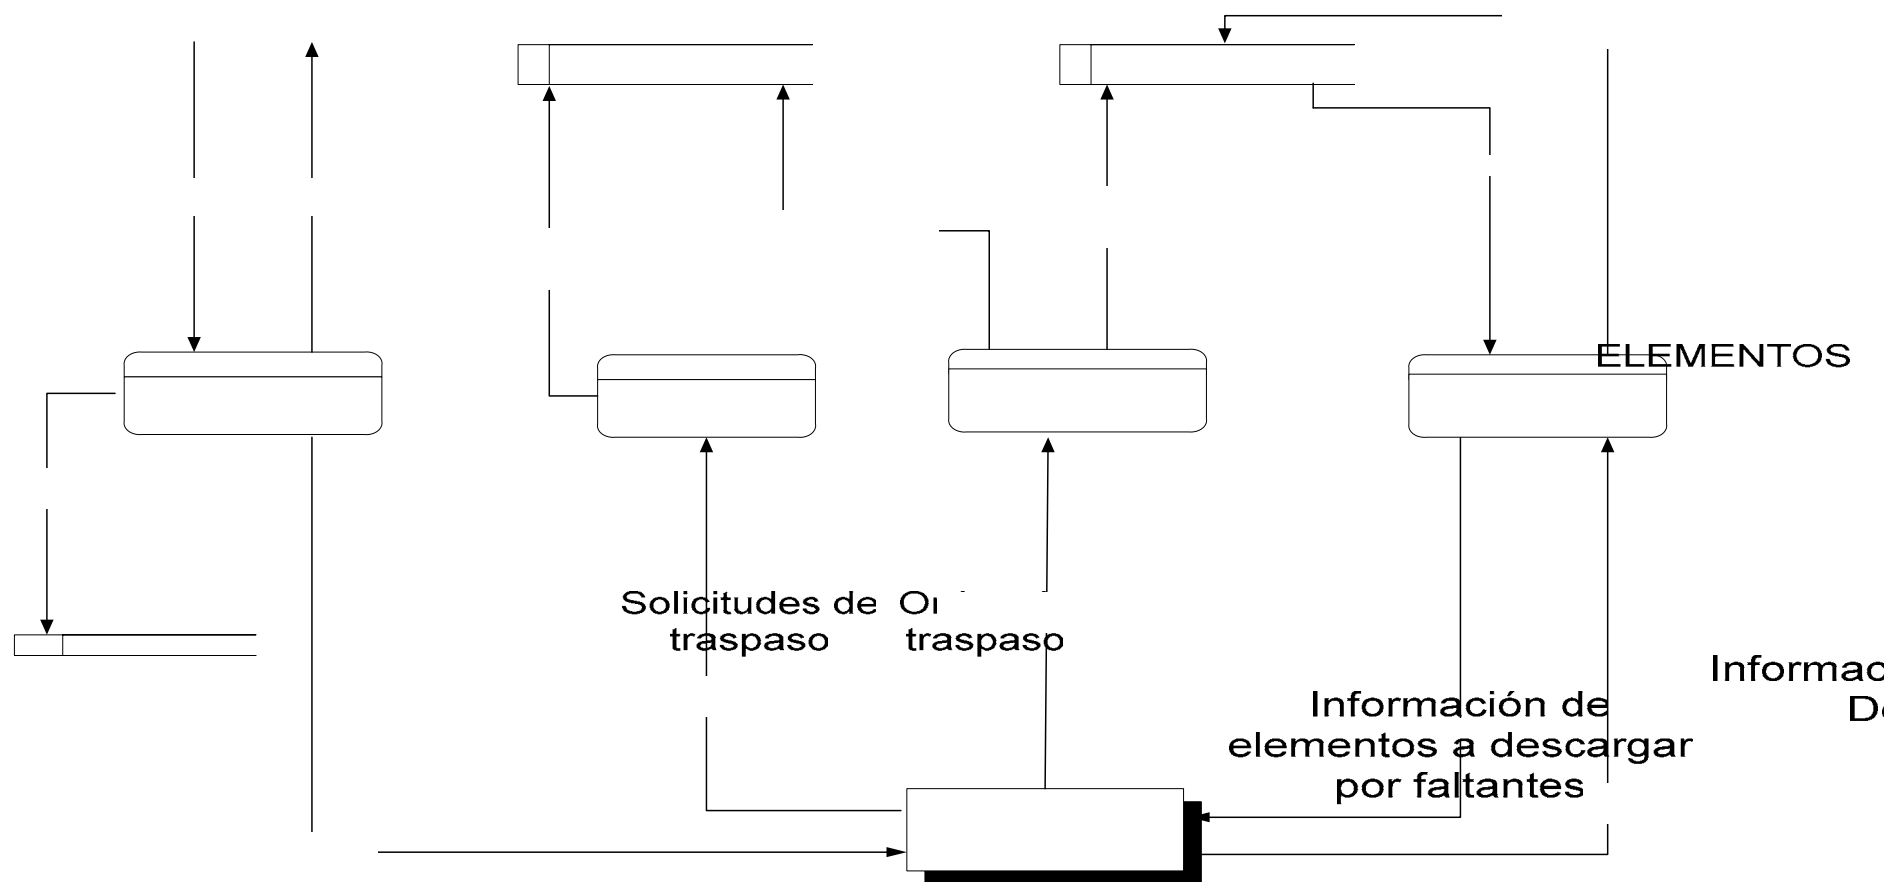 ELEMENTOS
Solicitudes de
traspaso
traspaso
Información de
elementos a descargar
por faltantes